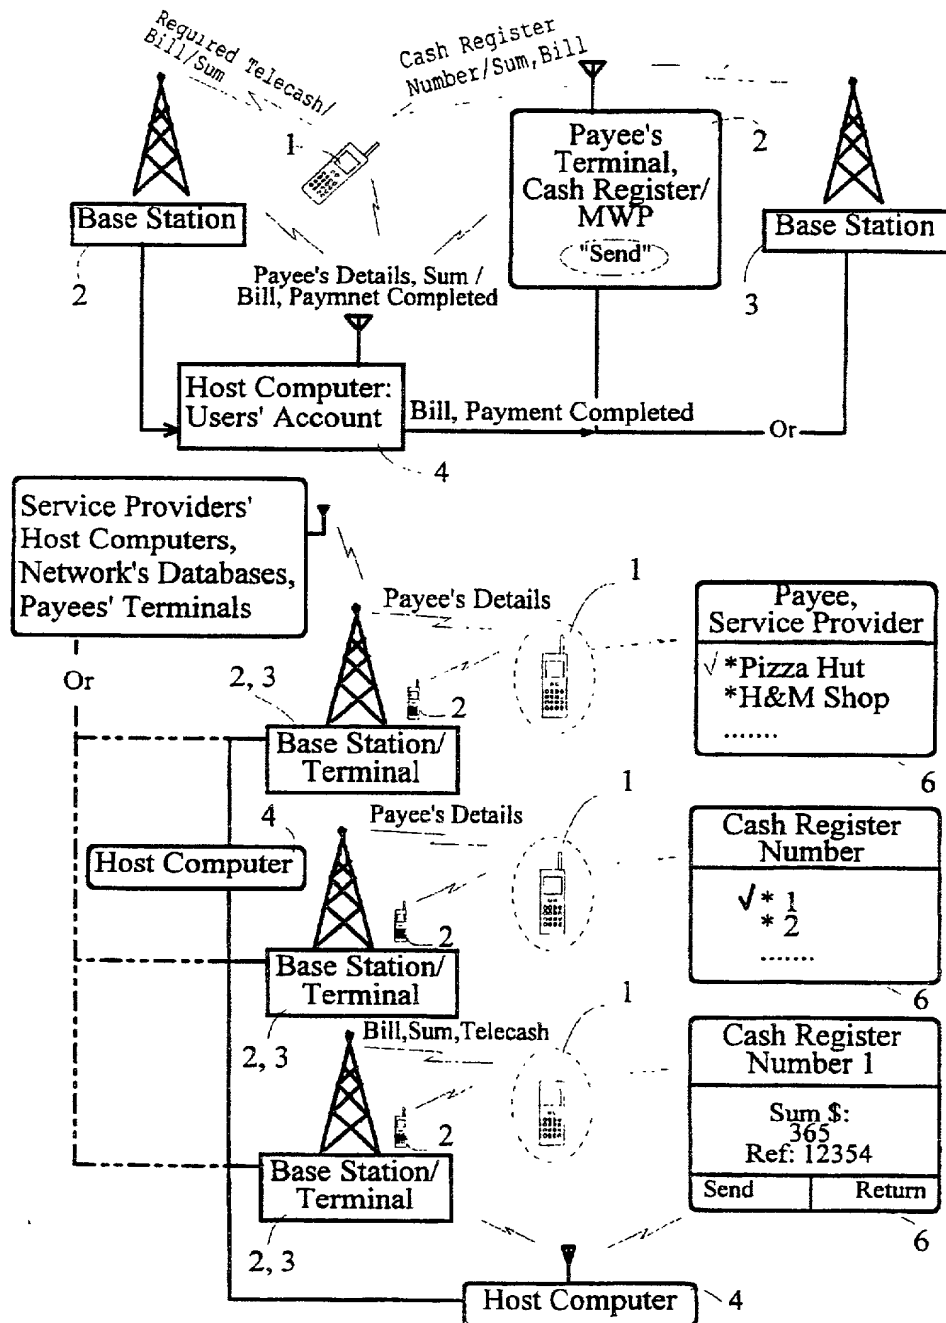 Required Telecash/
Bill/Sum
Cash Register
Number/Sum, Bill
1
2
Payee's
Terminal,
Cash Register/
MWP
"Send"
Base Station
2
Base Station
3
Payee's Details, Sum /
Bill, Paymnet Completed
Host Computer:
Users' Account
Bill, Payment Completed
Or
4
Service Providers'
Host Computers,
Network's Databases,
Payees' Terminals
Or
Payee's Details
1
2, 3
2
Base Station/
Terminal
Payee,
Service Provider
√ *Pizza Hut
*H&M Shop
.......
6
4
Host Computer
Payee's Details
1
2
Base Station/
Terminal
2, 3
Cash Register
Number
√ * 1
* 2
.......
6
Bill,Sum,Telecash
1
2
Base Station/
Terminal
2, 3
Cash Register
Number 1
Sum $:
365
Ref: 12354
Send Return
6
Host Computer
4